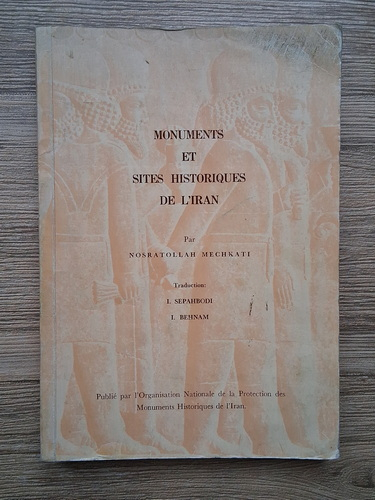 MONUMENTS
ET
SITES HISTORIQUES
DE L'IRAN
Par
NOSRATOLLAH MECHKATI
Traduction:
I. SEPAHBODI
I. BEHNAM
Publié par l'Organisation Nationale de la Protection des
Monuments Historiques de l'Iran.